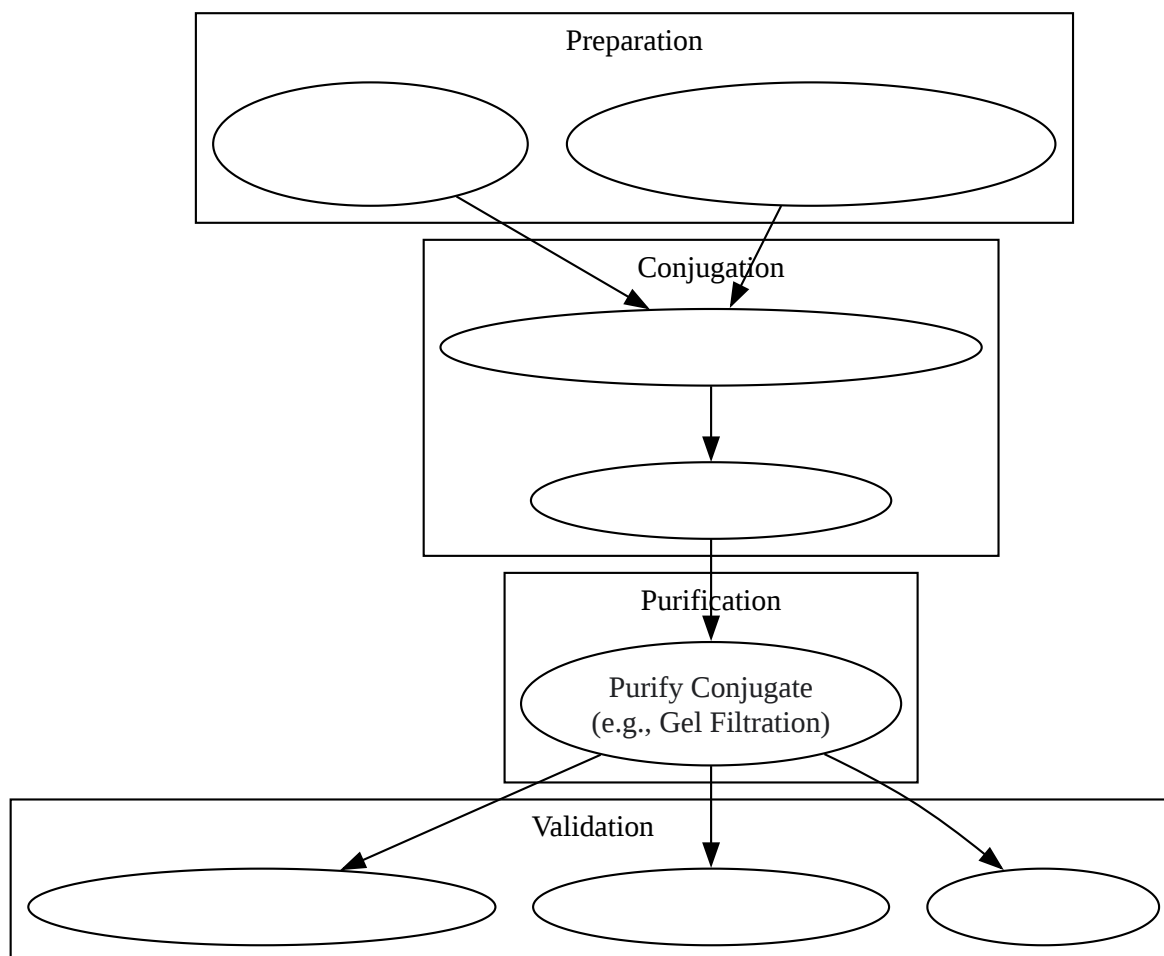 Preparation
Conjugation
Purification
Purify Conjugate
(e.g., Gel Filtration)
Validation